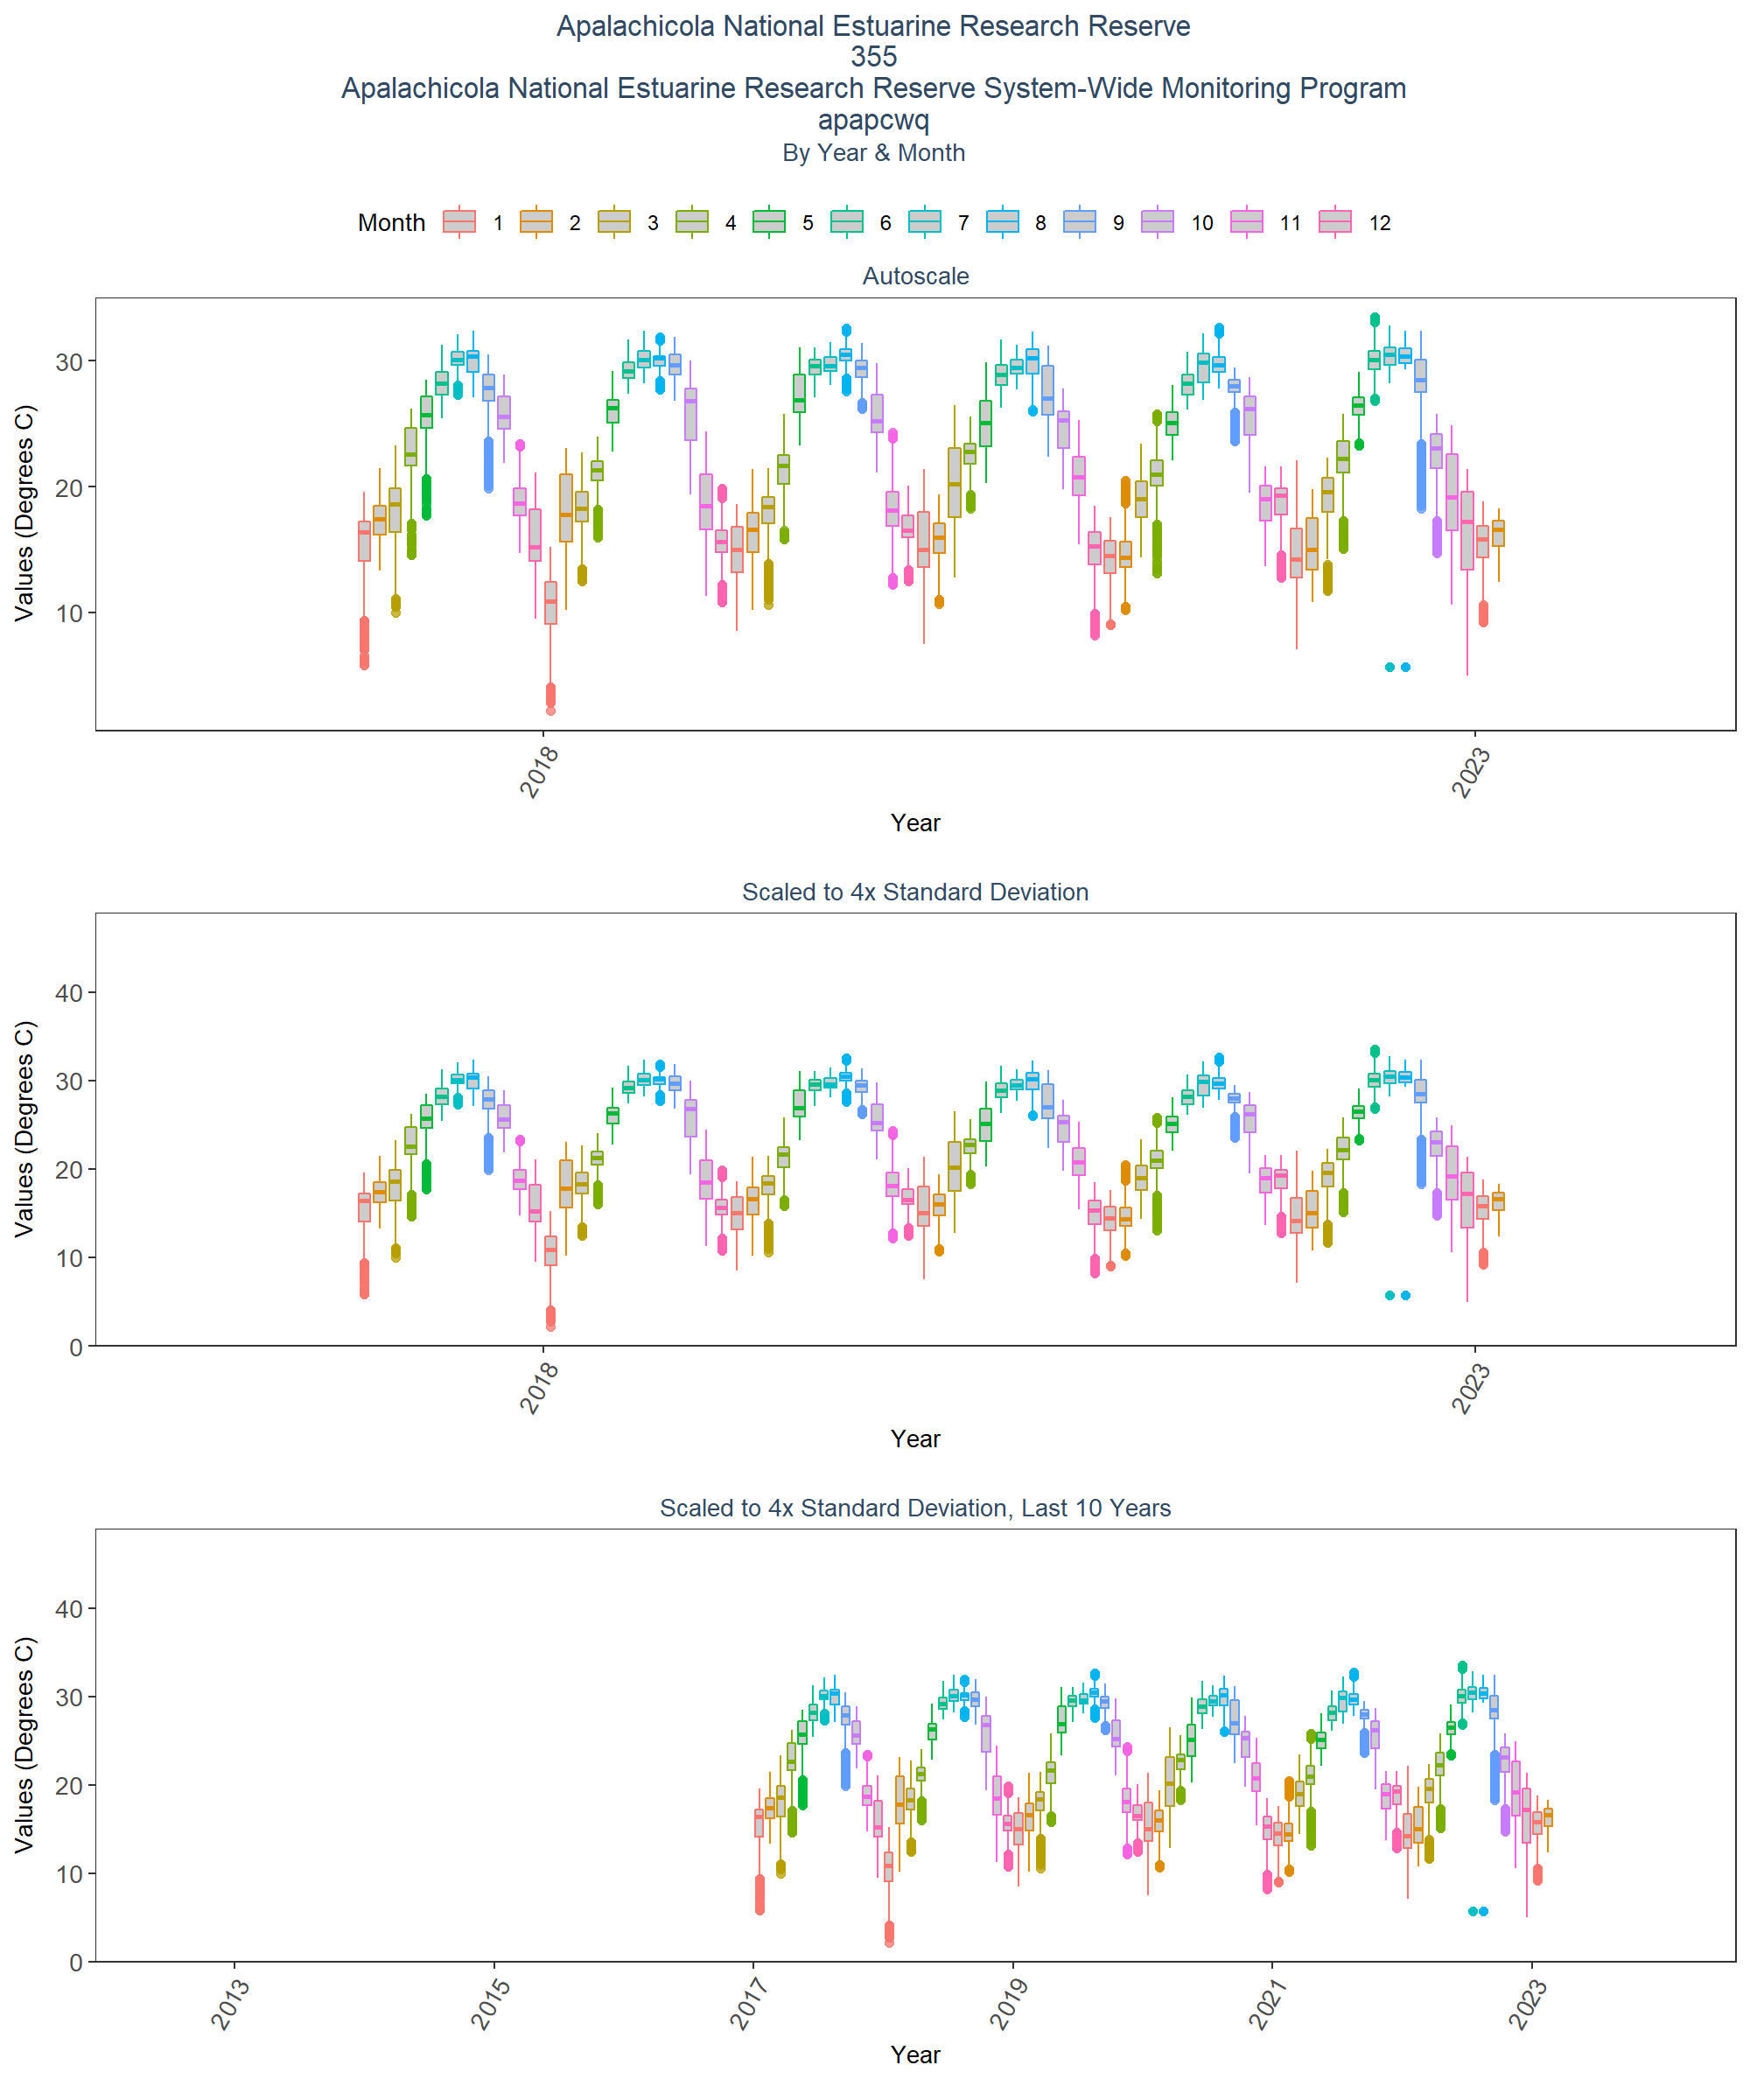 Apalachicola National Estuarine Research Reserve
355
Apalachicola National Estuarine Research Reserve System-Wide Monitoring Program
apapcwq
By Year & Month
Month 1 2 3 4 5 6 7 8 9 10 11 12
Autoscale
Values (Degrees C)
30
20
10
2018 2023
Year
Scaled to 4x Standard Deviation
Values (Degrees C)
40
30
20
10
0
2018 2023
Year
Scaled to 4x Standard Deviation, Last 10 Years
Values (Degrees C)
40
30
20
10
0
2013 2015 2017 2019 2021 2023
Year